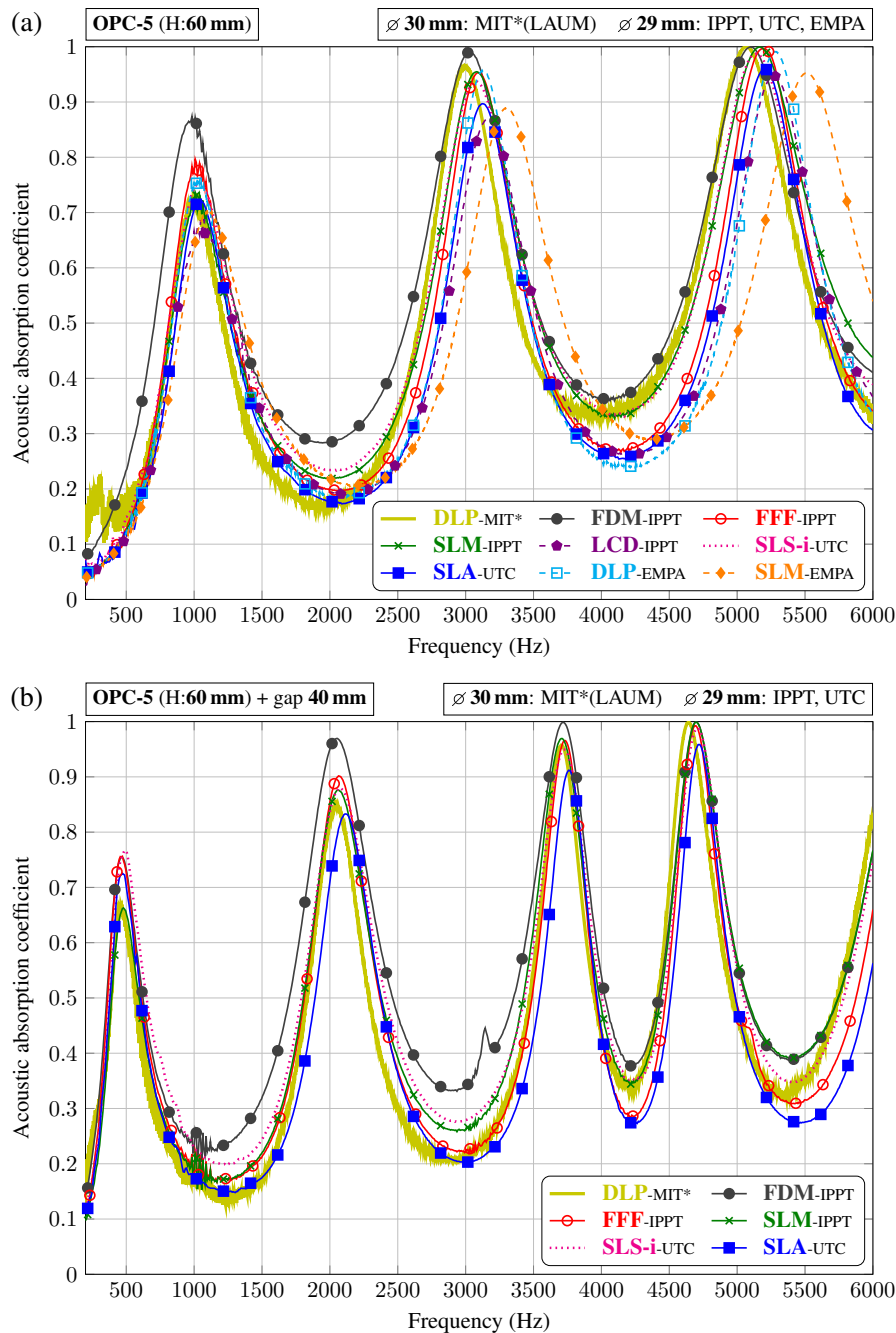 (a)
OPC-5 (H:60 mm)
⌀ 30 mm: MIT*(LAUM) ⌀ 29 mm: IPPT, UTC, EMPA
Acoustic absorption coefficient
1
0.9
0.8
0.7
0.6
0.5
0.4
0.3
0.2
0.1
0
DLP-MIT* FDM-IPPT FFF-IPPT
SLM-IPPT LCD-IPPT SLS-i-UTC
SLA-UTC DLP-EMPA SLM-EMPA
500 1000 1500 2000 2500 3000 3500 4000 4500 5000 5500 6000
Frequency (Hz)
(b)
OPC-5 (H:60 mm) + gap 40 mm
⌀ 30 mm: MIT*(LAUM) ⌀ 29 mm: IPPT, UTC
Acoustic absorption coefficient
1
0.9
0.8
0.7
0.6
0.5
0.4
0.3
0.2
0.1
0
DLP-MIT* FDM-IPPT
FFF-IPPT SLM-IPPT
SLS-i-UTC SLA-UTC
500 1000 1500 2000 2500 3000 3500 4000 4500 5000 5500 6000
Frequency (Hz)